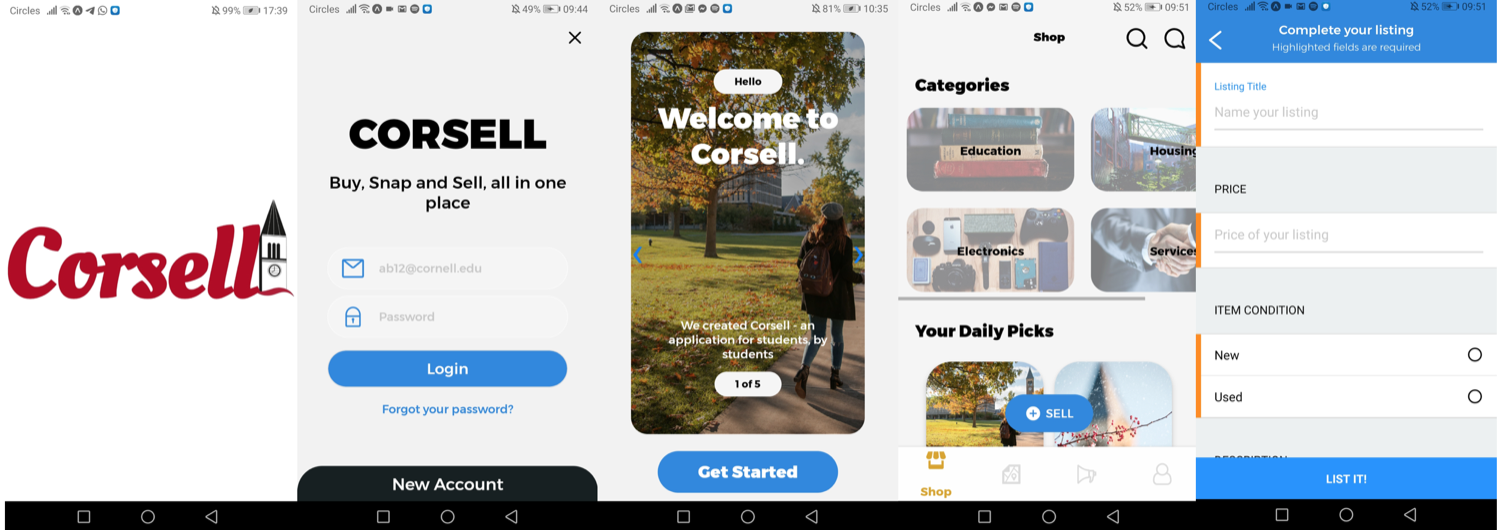 Circles 99% 17:39
Corsell
Circles 49% 09:44
CORSELL
Buy, Snap and Sell, all in one
place
ab12@cornell.edu
Password
Login
Forgot your password?
New Account
Circles 81% 10:35
Hello
Welcome to
Corsell.
We created Corsell - an
application for students, by
students
1 of 5
Get Started
Circles 52% 09:51
Shop
Categories
Education
Housing
Electronics
Services
Your Daily Picks
SELL
Shop
Circles 52% 09:51
Complete your listing
Highlighted fields are required
Listing Title
Name your listing
PRICE
Price of your listing
ITEM CONDITION
New
Used
LIST IT!